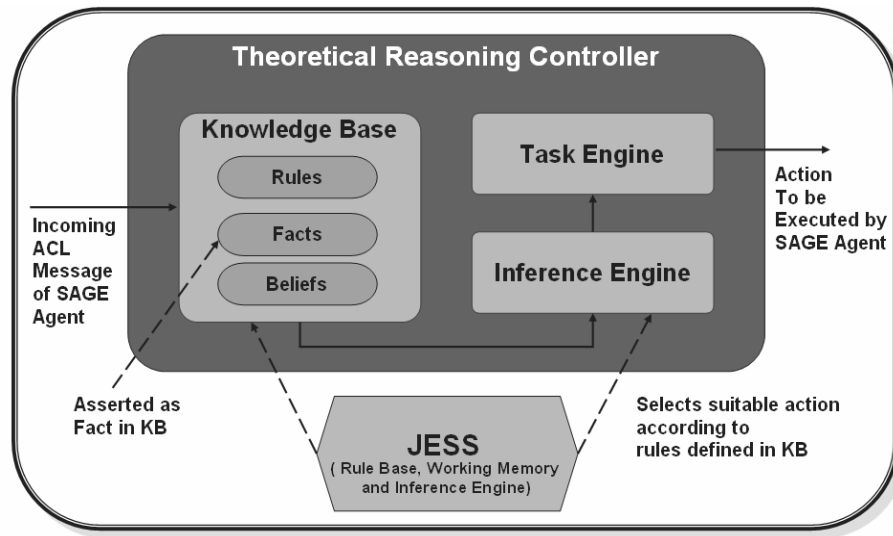 Theoretical Reasoning Controller
Knowledge Base
Rules
Facts
Beliefs
Task Engine
Inference Engine
Incoming
ACL
Message
of SAGE
Agent
Action
To be
Executed by
SAGE Agent
Asserted as
Fact in KB
JESS
( Rule Base, Working Memory
and Inference Engine)
Selects suitable action
according to
rules defined in KB